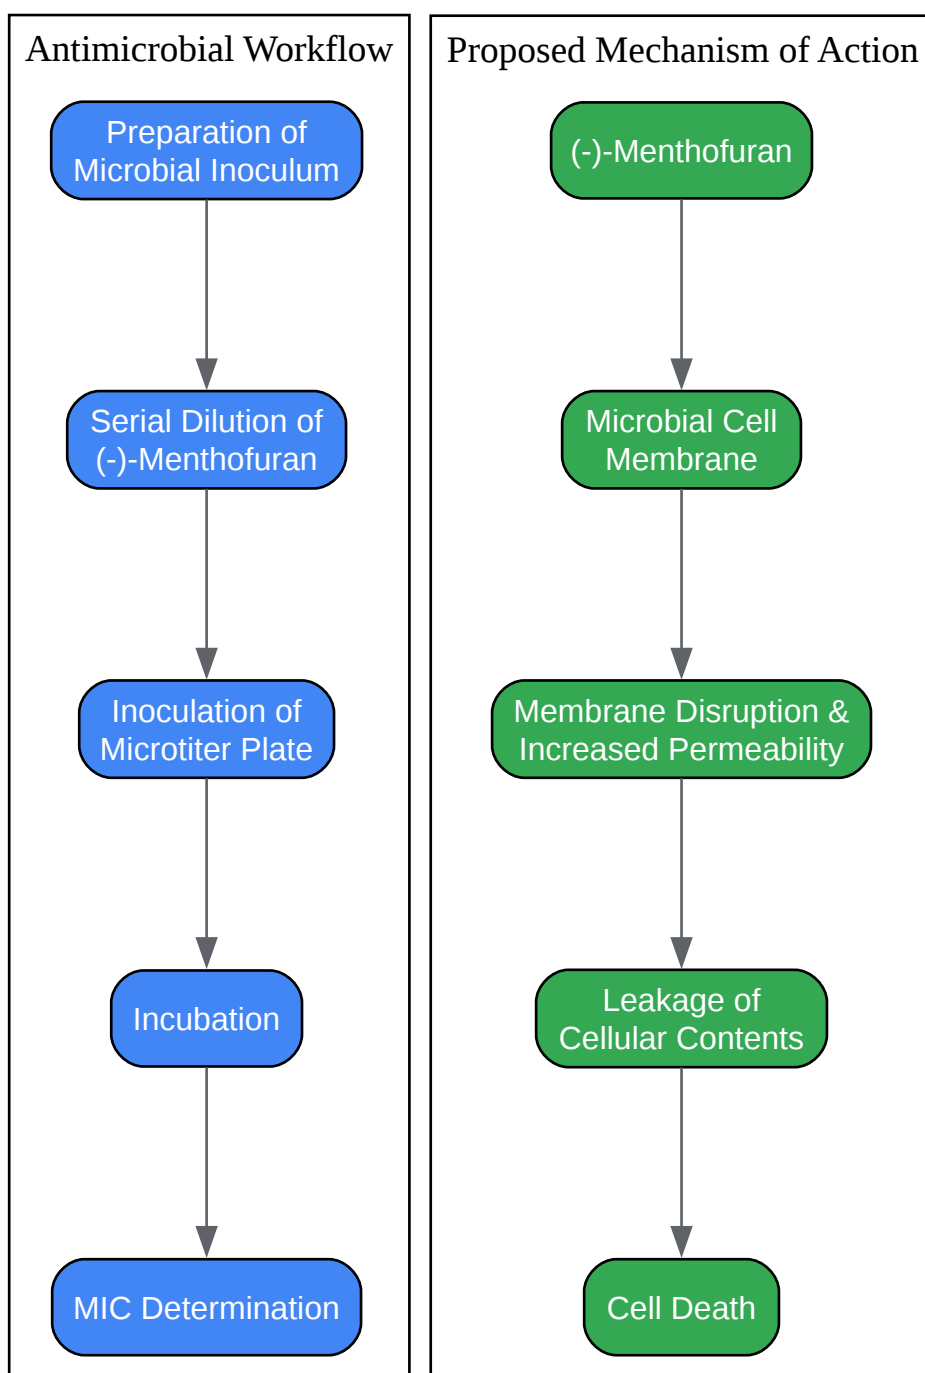 Antimicrobial Workflow
Preparation of
Microbial Inoculum
Serial Dilution of
(-)-Menthofuran
Inoculation of
Microtiter Plate
Incubation
MIC Determination
Proposed Mechanism of Action
(-)-Menthofuran
Microbial Cell
Membrane
Membrane Disruption &
Increased Permeability
Leakage of
Cellular Contents
Cell Death